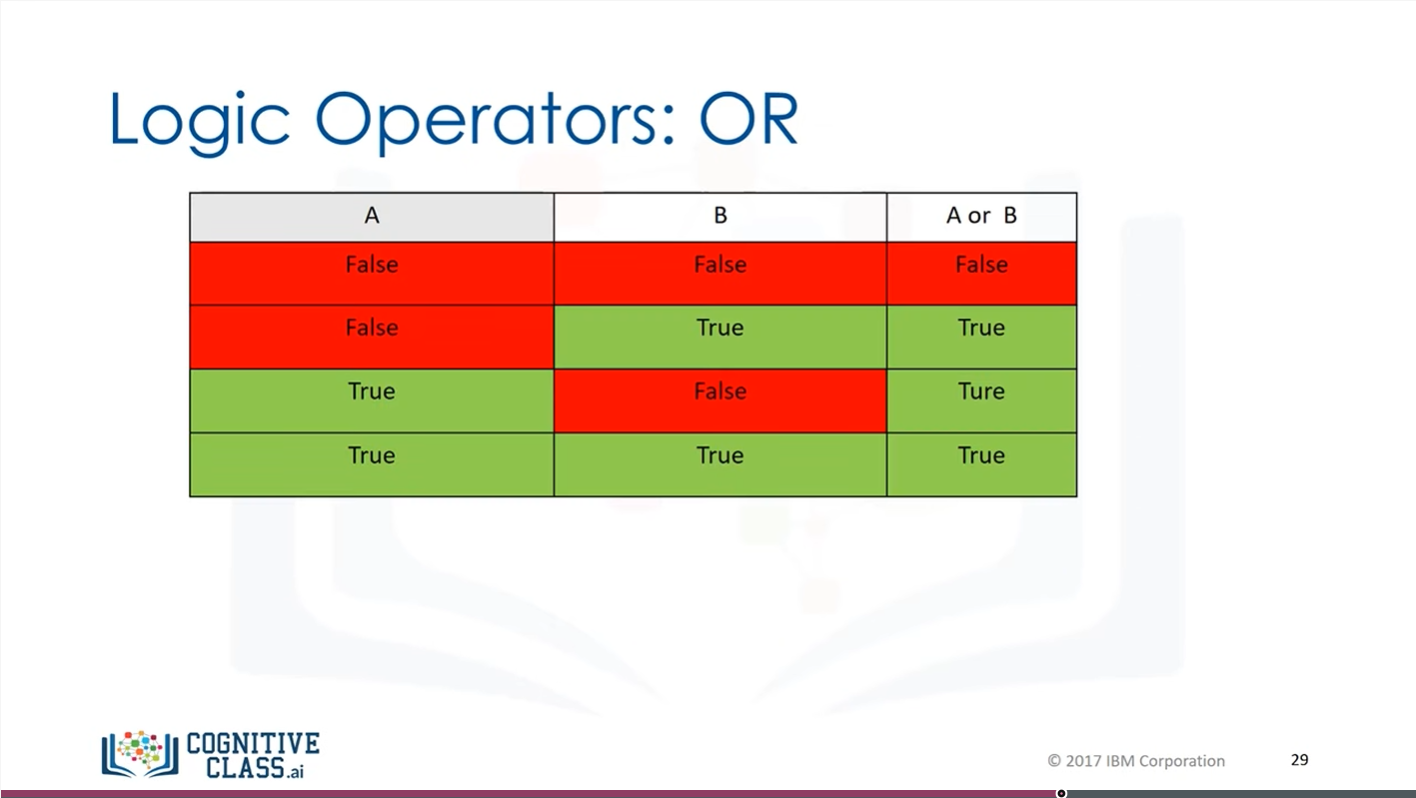 Logic Operators: OR
A B A or B
False False False
False True True
True False Ture
True True True
COGNITIVE
CLASS.ai
© 2017 IBM Corporation 29